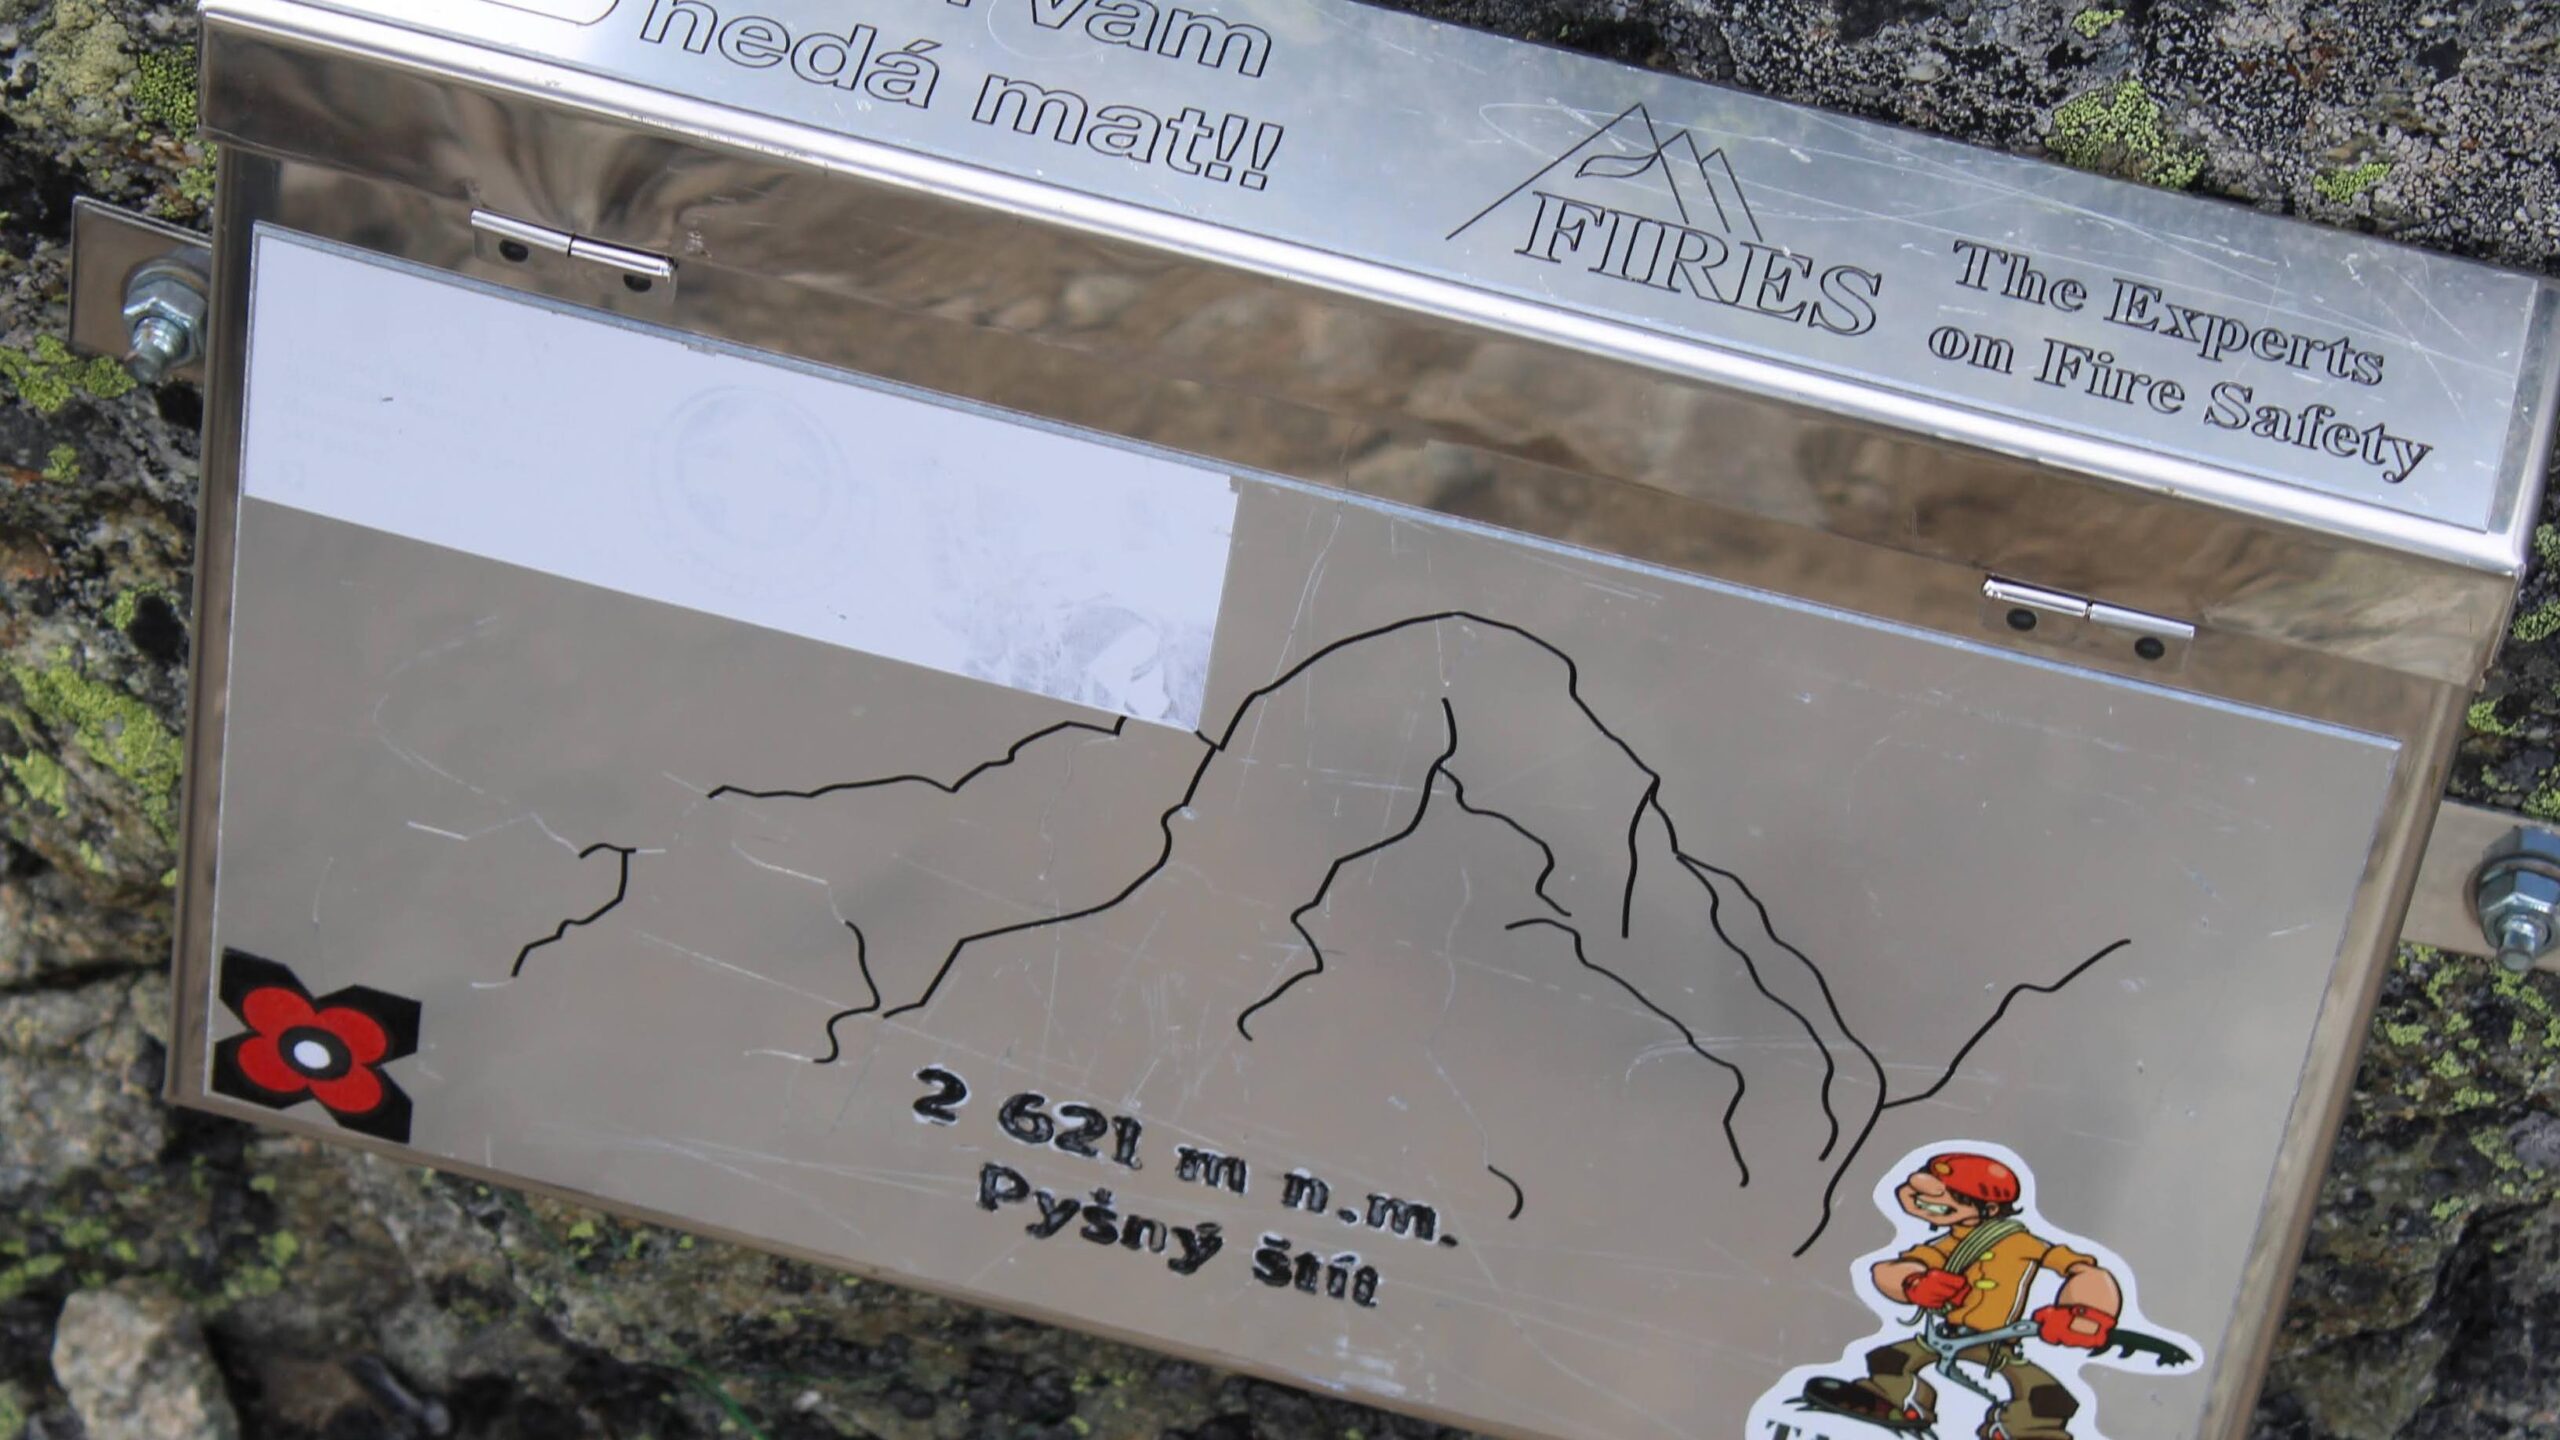 vám
nedá mat!!
FIRES
The Experts
on Fire Safety
2 621 m n.m.
Pyšný štít